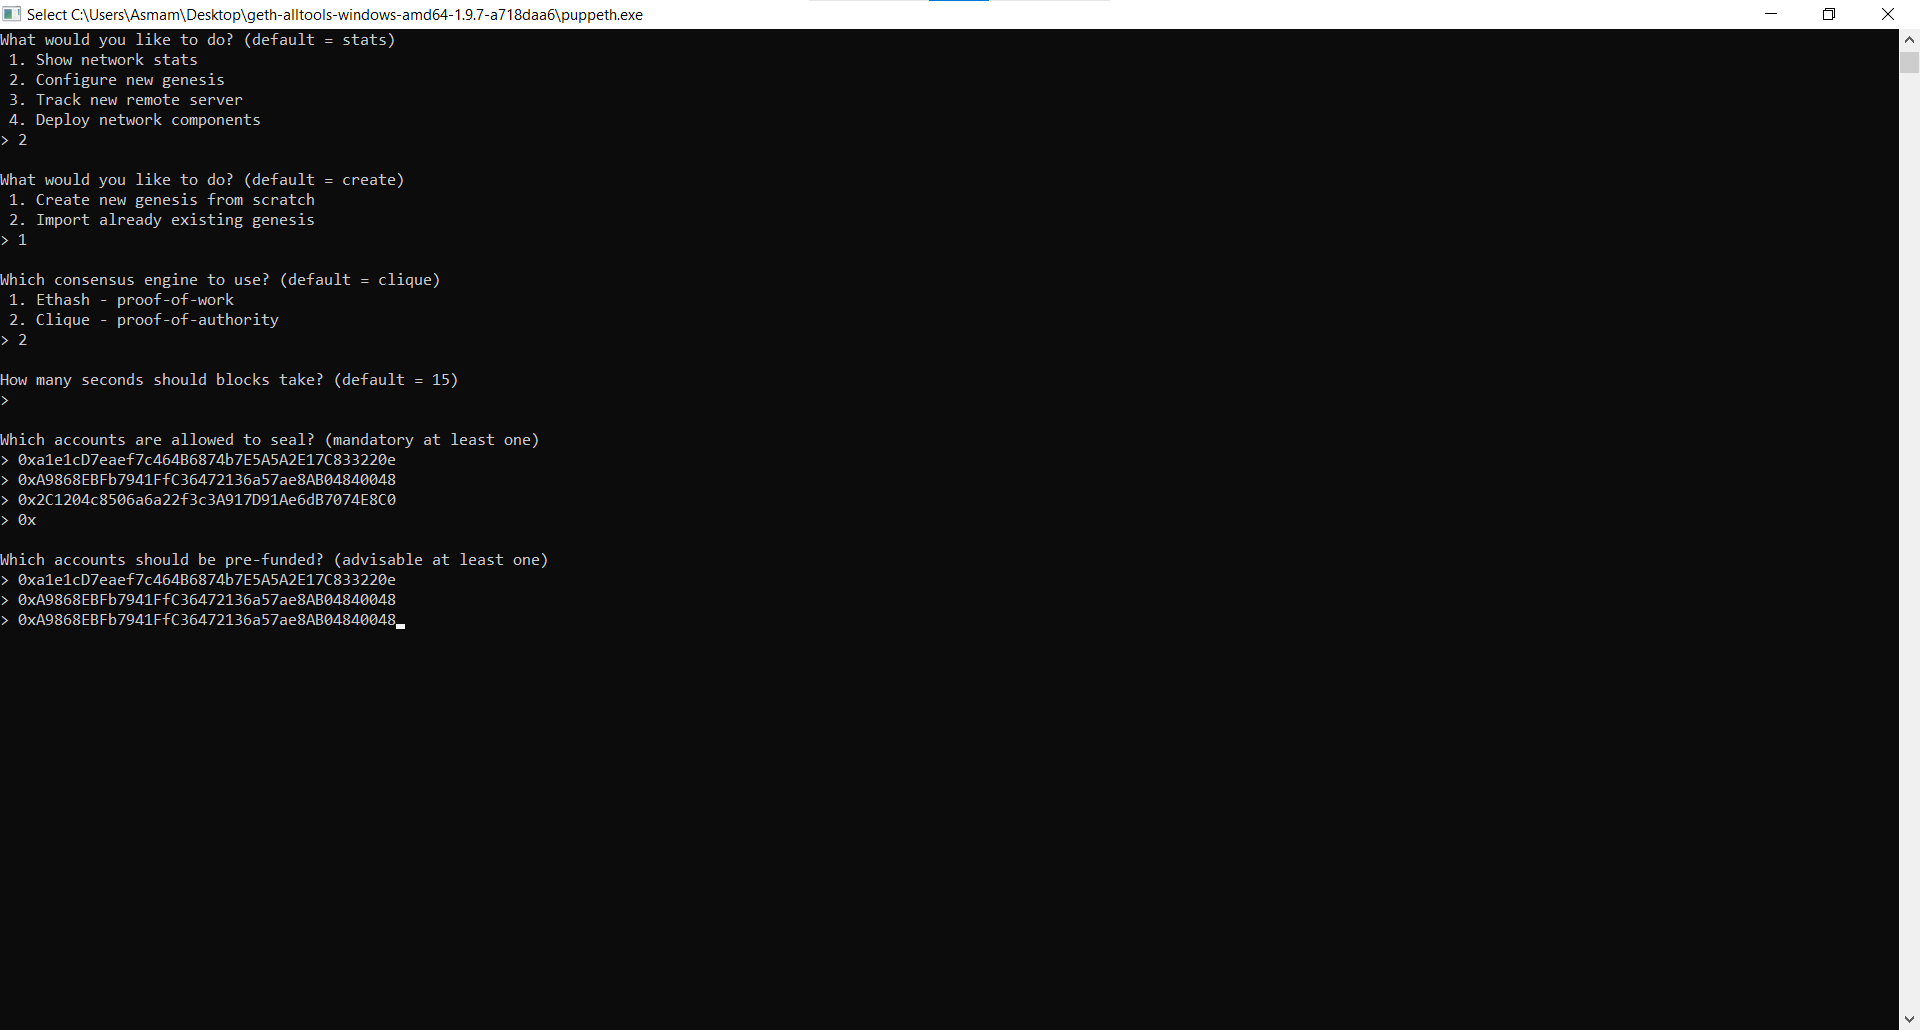 Select C:\Users\Asmam\Desktop\geth-alltools-windows-amd64-1.9.7-a718daa6\puppeth.exe
What would you like to do? (default = stats)
 1. Show network stats
 2. Configure new genesis
 3. Track new remote server
 4. Deploy network components
> 2

What would you like to do? (default = create)
 1. Create new genesis from scratch
 2. Import already existing genesis
> 1

Which consensus engine to use? (default = clique)
 1. Ethash - proof-of-work
 2. Clique - proof-of-authority
> 2

How many seconds should blocks take? (default = 15)
>

Which accounts are allowed to seal? (mandatory at least one)
> 0xa1e1cD7eaef7c464B6874b7E5A5A2E17C833220e
> 0xA9868EBFb7941FfC36472136a57ae8AB04840048
> 0x2C1204c8506a6a22f3c3A917D91Ae6dB7074E8C0
> 0x

Which accounts should be pre-funded? (advisable at least one)
> 0xa1e1cD7eaef7c464B6874b7E5A5A2E17C833220e
> 0xA9868EBFb7941FfC36472136a57ae8AB04840048
> 0xA9868EBFb7941FfC36472136a57ae8AB04840048